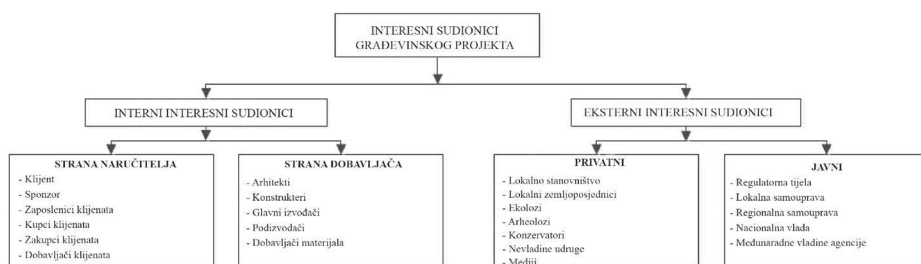 INTERESNI SUDIONICI
GRAĐEVINSKOG PROJEKTA
INTERNI INTERESNI SUDIONICI
EKSTERNI INTERESNI SUDIONICI
STRANA NARUČITELJA
- Klijent
- Sponzor
- Zaposlenici klijenata
- Kupci klijenata
- Zakupci klijenata
- Dobavljači klijenata
STRANA DOBAVLJAČA
- Arhitekti
- Konstrukteri
- Glavni izvođači
- Podizvođači
- Dobavljači materijala
PRIVATNI
- Lokalno stanovništvo
- Lokalni zemljoposjednici
- Ekolozi
- Arheolozi
- Konzervatori
- Nevladine udruge
- Mediji
JAVNI
- Regulatorna tijela
- Lokalna samouprava
- Regionalna samouprava
- Nacionalna vlada
- Međunaradne vladine agencije